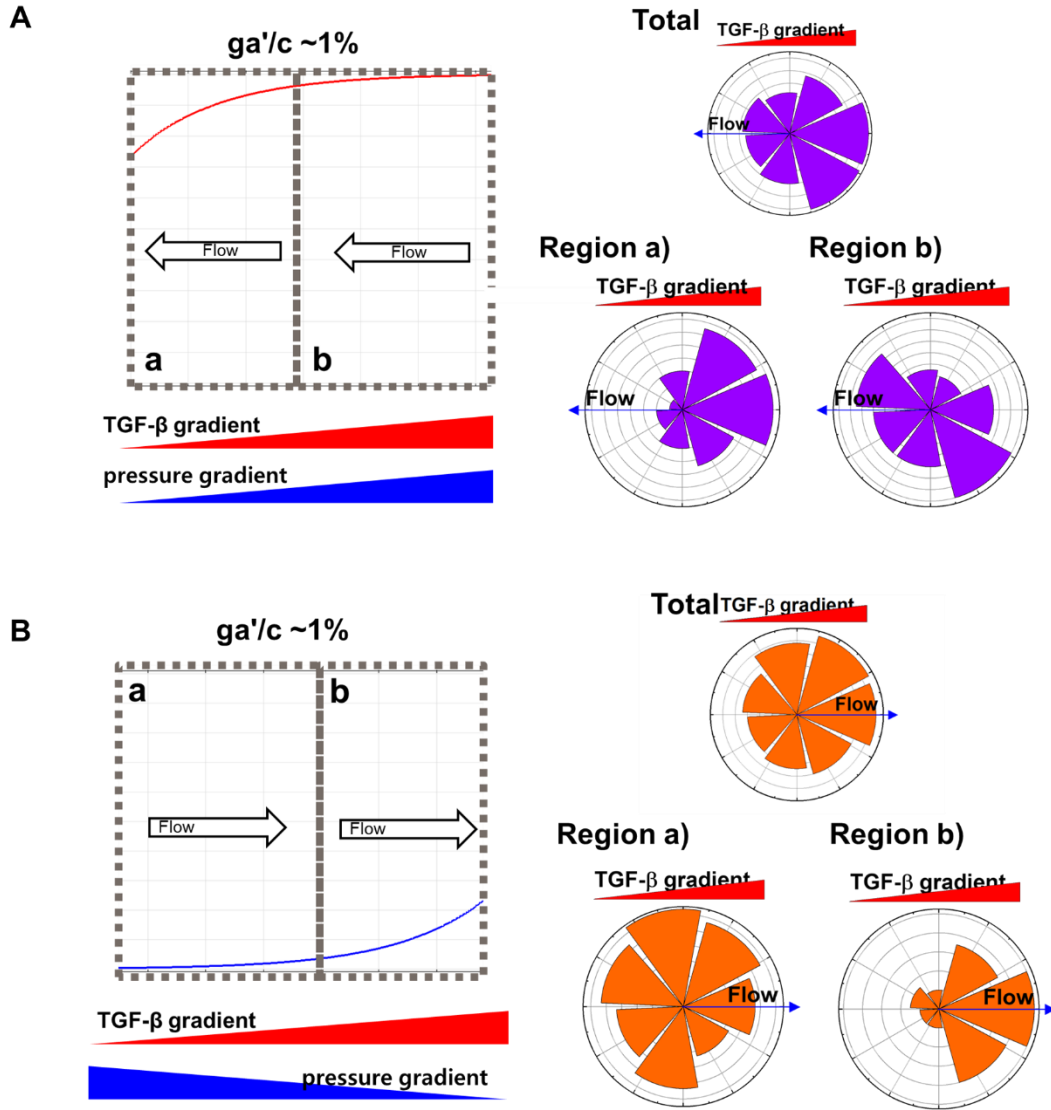 A
ga'/c ~1%
Flow
Flow
a
b
TGF-β gradient
pressure gradient
Total
TGF-β gradient
Flow
Region a)
TGF-β gradient
Flow
Region b)
TGF-β gradient
Flow
B
ga'/c ~1%
a
b
Flow
Flow
TGF-β gradient
pressure gradient
Total
TGF-β gradient
Flow
Region a)
TGF-β gradient
Flow
Region b)
TGF-β gradient
Flow